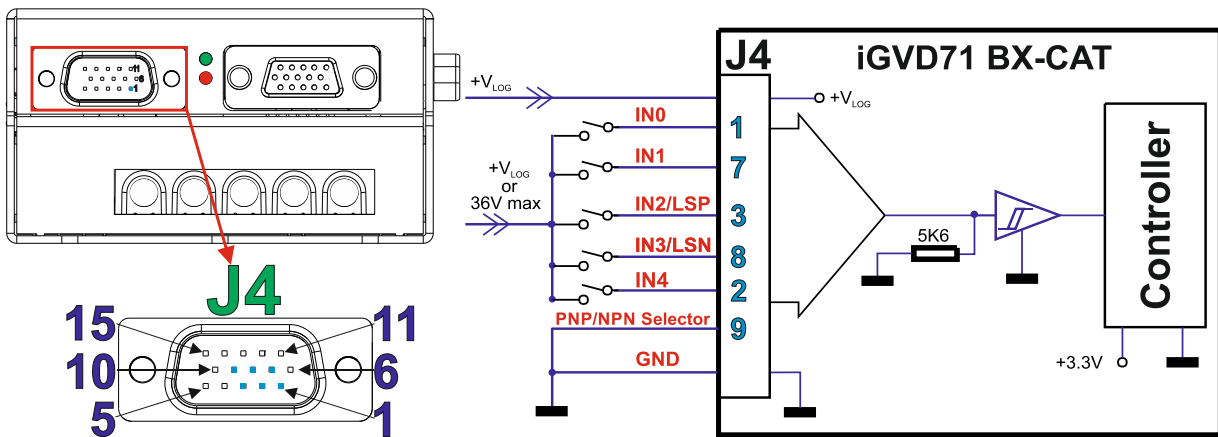 11
6
1
J4
15
11
10
6
5
1
+VLOG
+VLOG
or
36V max
IN0
IN1
IN2/LSP
IN3/LSN
IN4
PNP/NPN Selector
GND
J4
iGVD71 BX-CAT
+VLOG
1
7
3
8
2
9
5K6
Controller
+3.3V